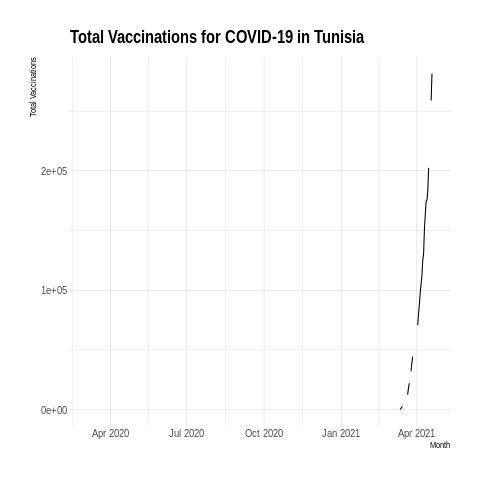 Total Vaccinations for COVID-19 in Tunisia
Total Vaccinations
2e+05
1e+05
0e+00
Apr 2020 Jul 2020 Oct 2020 Jan 2021 Apr 2021
Month